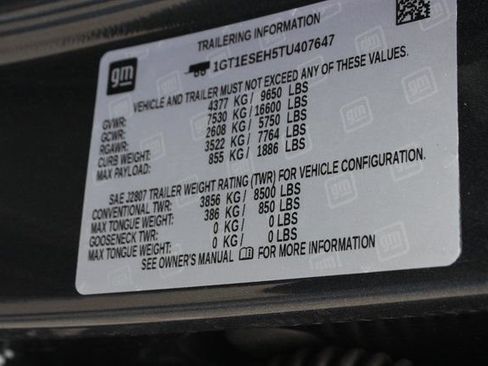 TRAILERING INFORMATION
gm
1GT1ESEH5TU407647
VEHICLE AND TRAILER MUST NOT EXCEED ANY OF THESE VALUES.
GVWR: 4377 KG/ 9650 LBS
GCWR: 7530 KG/ 16600 LBS
RGAWR: 2608 KG/ 5750 LBS
CURB WEIGHT: 3522 KG/ 7764 LBS
MAX PAYLOAD: 855 KG/ 1886 LBS
SAE J2807 TRAILER WEIGHT RATING (TWR) FOR VEHICLE CONFIGURATION.
CONVENTIONAL TWR: 3856 KG/ 8500 LBS
MAX TONGUE WEIGHT: 386 KG/ 850 LBS
GOOSENECK TWR: 0 KG/ 0 LBS
MAX TONGUE WEIGHT: 0 KG/ 0 LBS
SEE OWNER'S MANUAL FOR MORE INFORMATION